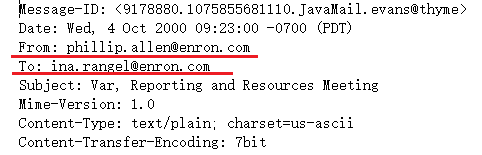 Message-ID: <9178880.1075855681110.JavaMail.evans@thyme>
Date: Wed, 4 Oct 2000 09:23:00 -0700 (PDT)
From: phillip.allen@enron.com
To: ina.rangel@enron.com
Subject: Var, Reporting and Resources Meeting
Mime-Version: 1.0
Content-Type: text/plain; charset=us-ascii
Content-Transfer-Encoding: 7bit